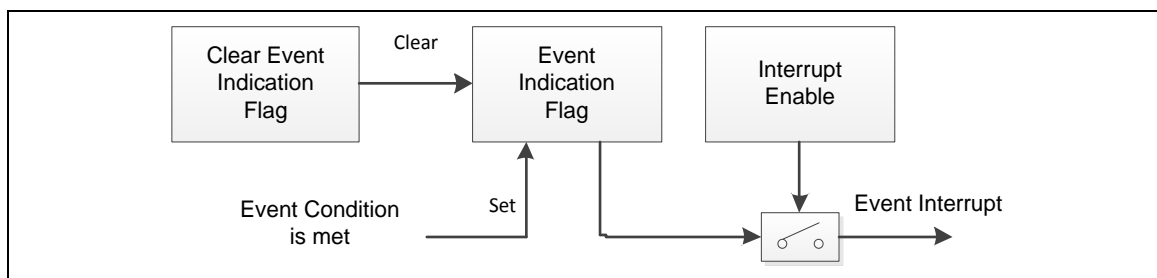 Clear Event
Indication
Flag
Clear
Event
Indication
Flag
Interrupt
Enable
Event Condition
is met
Set
Event Interrupt